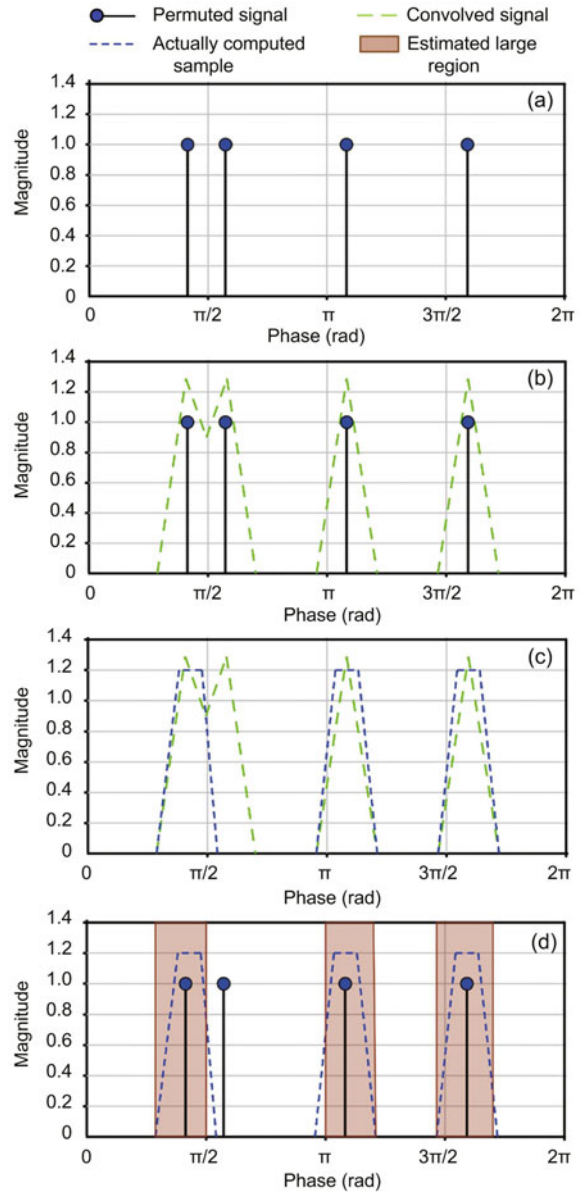 Permuted signal
Convolved signal
Actually computed sample
Estimated large region
(a)
Magnitude
1.4
1.2
1.0
0.8
0.6
0.4
0.2
0
0 π/2 π 3π/2 2π
Phase (rad)
(b)
Magnitude
1.4
1.2
1.0
0.8
0.6
0.4
0.2
0
0 π/2 π 3π/2 2π
Phase (rad)
(c)
Magnitude
1.4
1.2
1.0
0.8
0.6
0.4
0.2
0
0 π/2 π 3π/2 2π
Phase (rad)
(d)
Magnitude
1.4
1.2
1.0
0.8
0.6
0.4
0.2
0
0 π/2 π 3π/2 2π
Phase (rad)